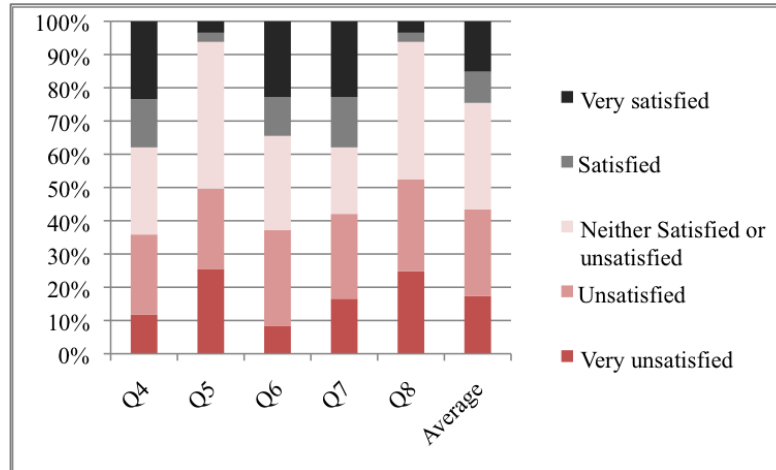 100%
90%
80%
70%
60%
50%
40%
30%
20%
10%
0%
Q4
Q5
Q6
Q7
Q8
Average
Very satisfied
Satisfied
Neither Satisfied or
unsatisfied
Unsatisfied
Very unsatisfied